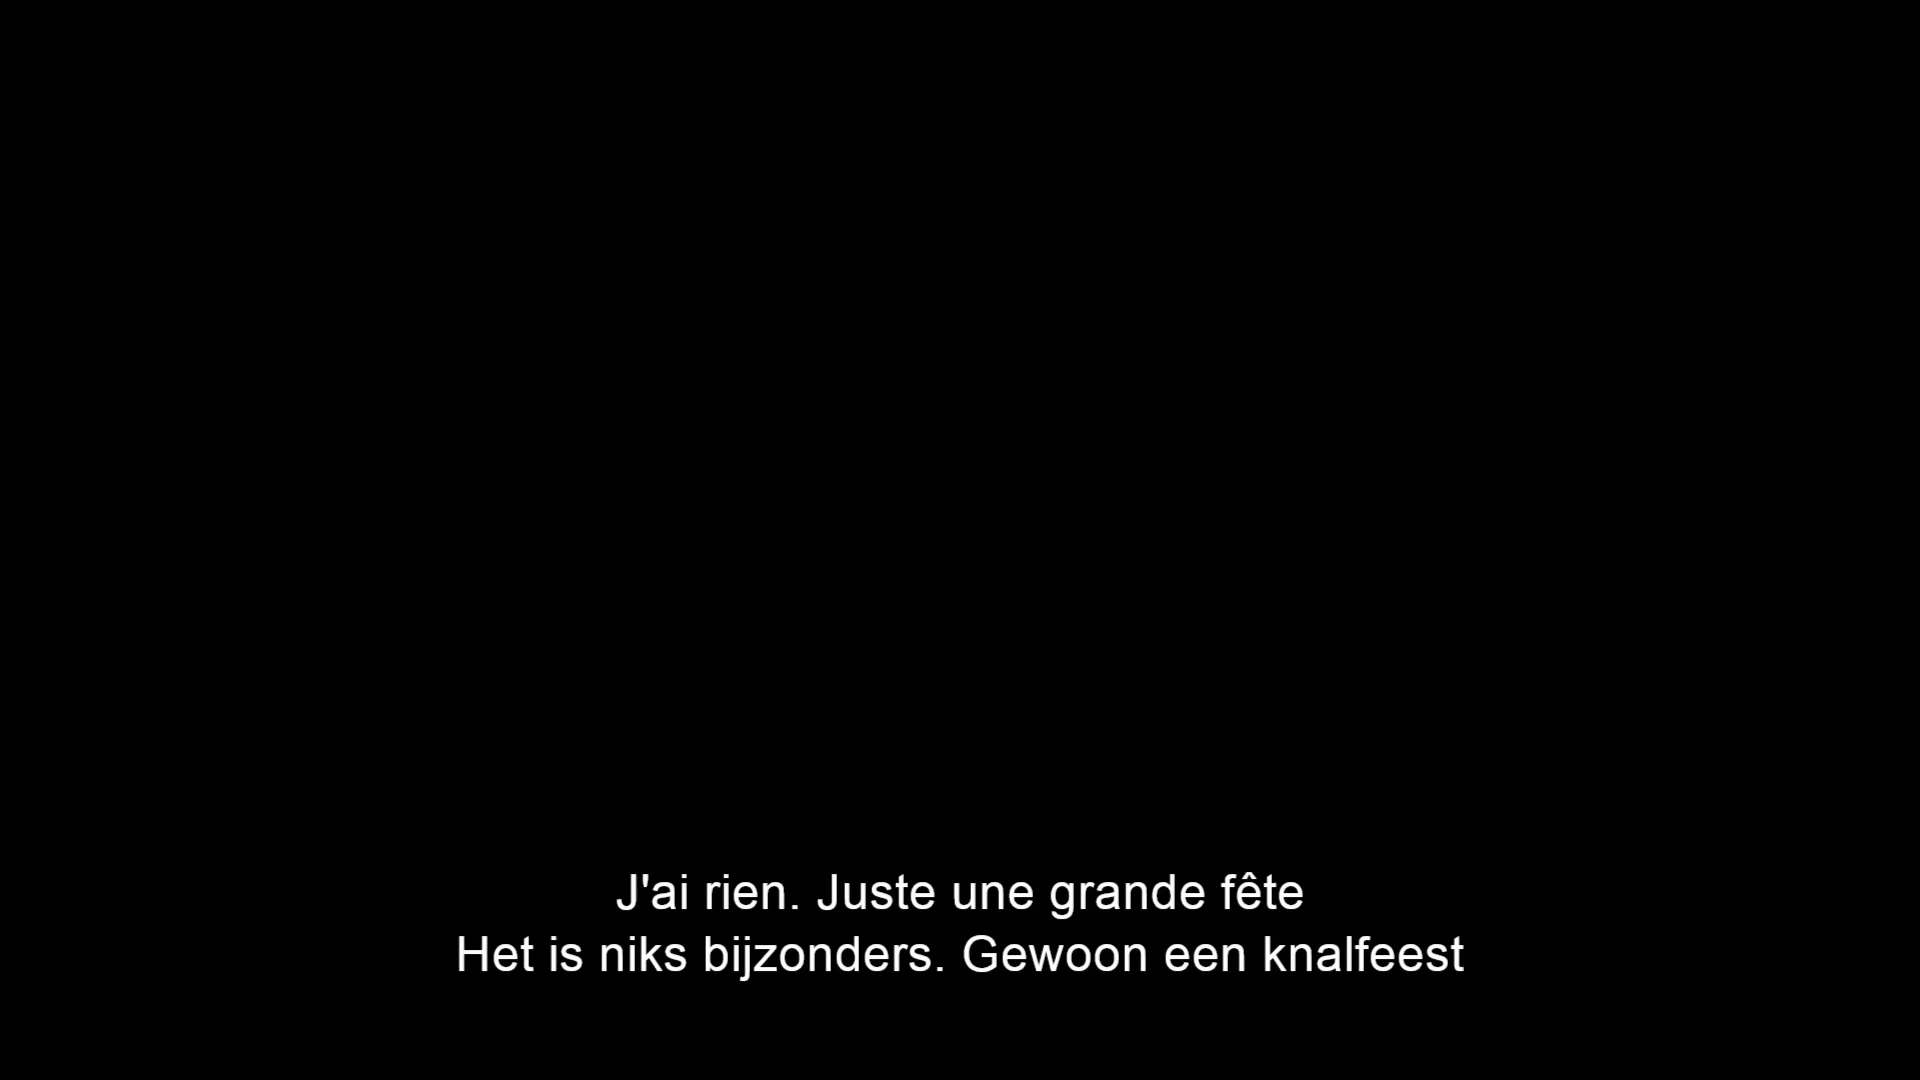 J'ai rien. Juste une grande fête
Het is niks bijzonders. Gewoon een knalfeest